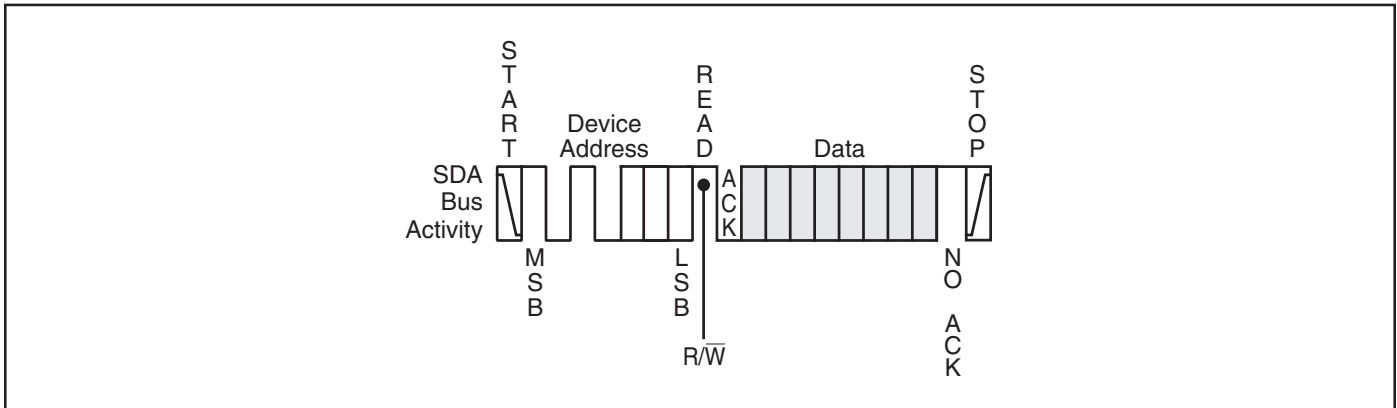 START
READ
STOP
Device
Address
Data
SDA
Bus
Activity
ACK
MSB
LSB
NO ACK
R/W̅